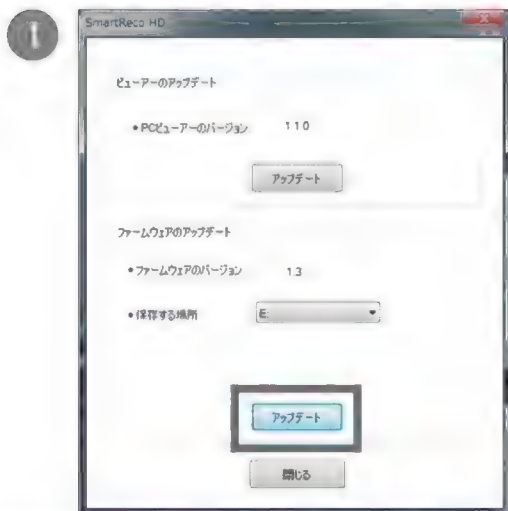 1
SmartReco HD
ビューアーのアップデート
•PCビューアーのバージョン 1.1.0
アップデート
ファームウェアのアップデート
•ファームウェアのバージョン 1.3
•保存する場所 E:
アップデート
閉じる